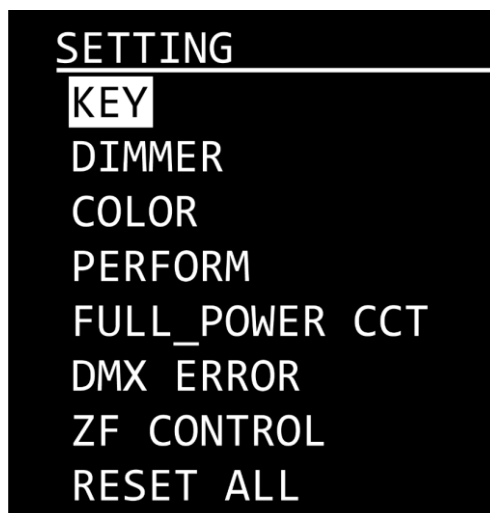 SETTING
KEY
DIMMER
COLOR
PERFORM
FULL_POWER CCT
DMX ERROR
ZF CONTROL
RESET ALL